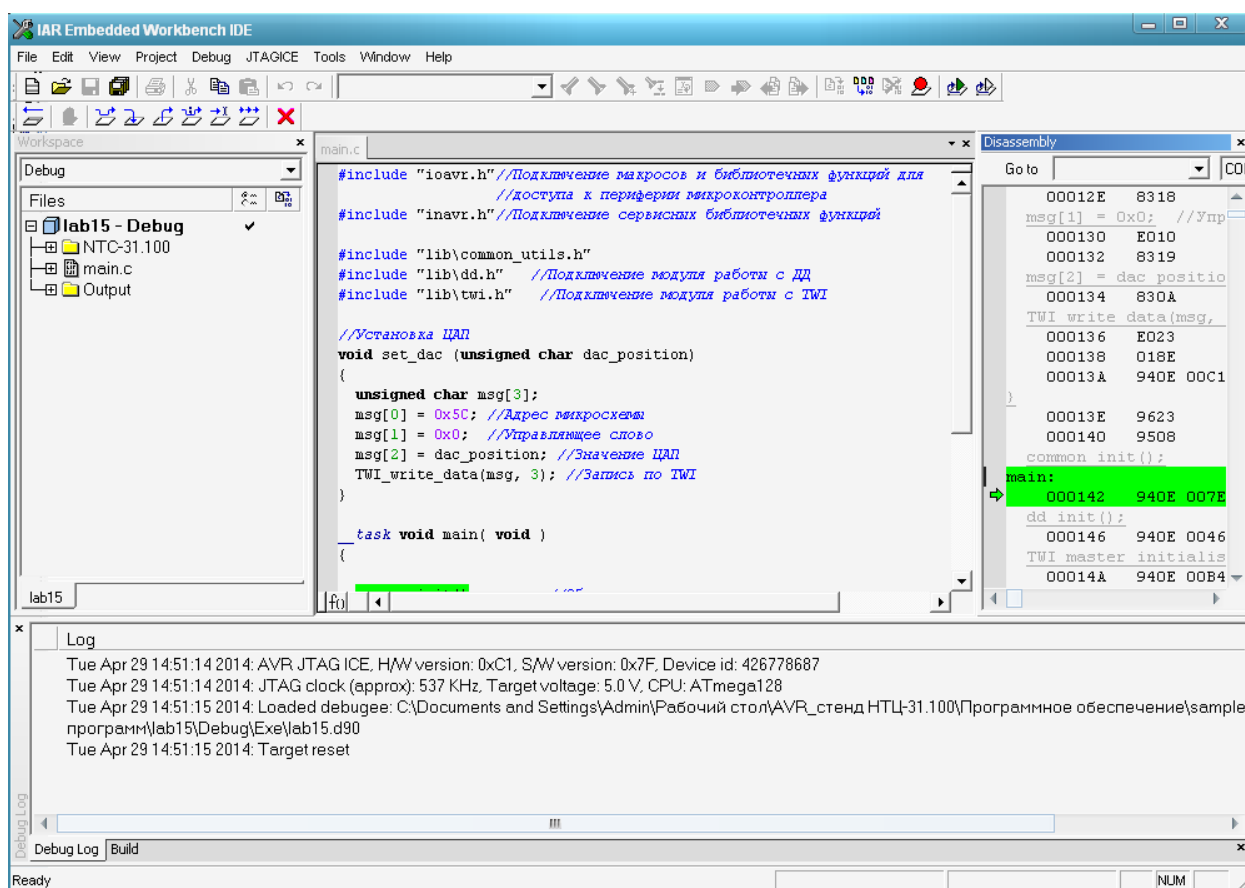 IAR Embedded Workbench IDE
File Edit View Project Debug JTAGICE Tools Window Help
Workspace
Debug
Files
lab15 - Debug
NTC-31.100
main.c
Output
lab15
main.c
#include "ioavr.h"//Подключение макросов и библиотечных функций для
//доступа к периферии микроконтроллера
#include "inavr.h"//Подключение сервисных библиотечных функций
#include "lib\common_utils.h"
#include "lib\dd.h" //Подключение модуля работы с ДД
#include "lib\twi.h" //Подключение модуля работы с TWI
//Установка ЦАП
void set_dac (unsigned char dac_position)
{
unsigned char msg[3];
msg[0] = 0x5C; //Адрес микросхемы
msg[1] = 0x0; //Управляющее слово
msg[2] = dac_position; //Значение ЦАП
TWI_write_data(msg, 3); //Запись по TWI
}
__task void main( void )
{
f0
Disassembly
Go to
CO
00012E 8318
msg[1] = 0x0; //Упр
000130 E010
000132 8319
msg[2] = dac_positio
000134 830A
TWI_write_data(msg,
000136 E023
000138 018E
00013A 940E 00C1
}
00013E 9623
000140 9508
common_init();
main:
000142 940E 007E
dd_init();
000146 940E 0046
TWI_master_initialis
00014A 940E 00B4
Log
Tue Apr 29 14:51:14 2014: AVR JTAG ICE, H/W version: 0xC1, S/W version: 0x7F, Device id: 426778687
Tue Apr 29 14:51:14 2014: JTAG clock (approx): 537 KHz, Target voltage: 5.0 V, CPU: ATmega128
Tue Apr 29 14:51:15 2014: Loaded debugee: C:\Documents and Settings\Admin\Рабочий стол\AVR_стенд НТЦ-31.100\Программное обеспечение\sample
программ\lab15\Debug\Exe\lab15.d90
Tue Apr 29 14:51:15 2014: Target reset
Debug Log
Debug Log Build
Ready
NUM